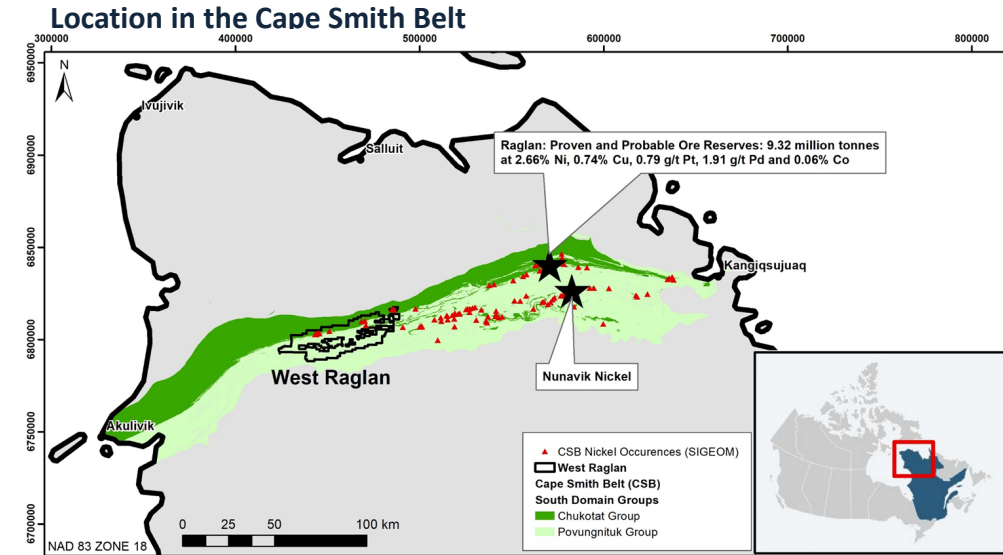 Location in the Cape Smith Belt
300000 400000 500000 600000 700000 800000
6950000
N
Ivujivik
6900000
Salluit
Raglan: Proven and Probable Ore Reserves: 9.32 million tonnes
at 2.66% Ni, 0.74% Cu, 0.79 g/t Pt, 1.91 g/t Pd and 0.06% Co
6850000
Kangiqsujuaq
6800000
West Raglan
Nunavik Nickel
6750000
Akulivik
CSB Nickel Occurences (SIGEOM)
West Raglan
Cape Smith Belt (CSB)
South Domain Groups
Chukotat Group
Povungnituk Group
6700000
0 25 50 100 km
NAD 83 ZONE 18